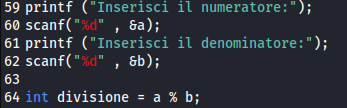 59 printf ("Inserisci il numeratore:");
60 scanf("%d" , &a);
61 printf ("Inserisci il denominatore:");
62 scanf("%d" , &b);
63
64 int divisione = a % b;